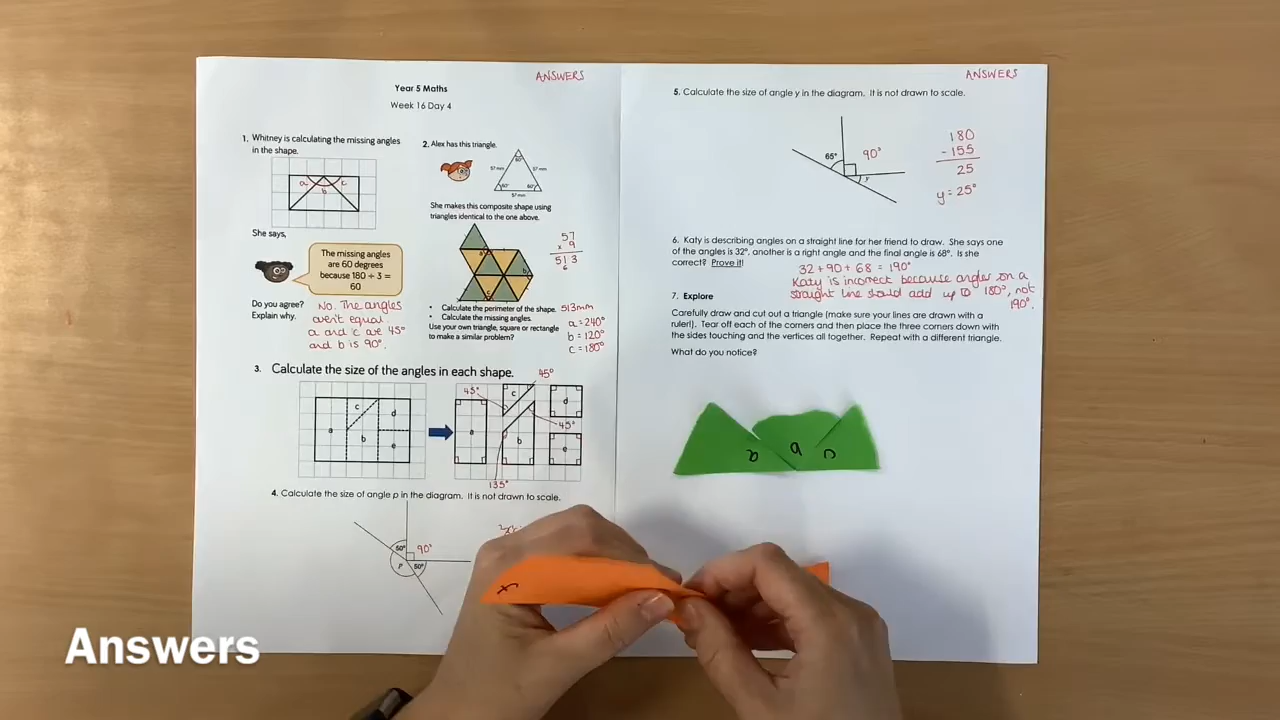 ANSWERS
Year 5 Maths
Week 16 Day 4
1. Whitney is calculating the missing angles
in the shape.
a
b
c
She says,
The missing angles
are 60 degrees
because 180 ÷ 3 =
60
Do you agree?
Explain why.
No. The angles
aren't equal
a and c are 45°
and b is 90°.
2. Alex has this triangle.
60°
57 mm
57 mm
60°
60°
57 mm
She makes this composite shape using
triangles identical to the one above.
57
× 9
513
6
a
b
c
• Calculate the perimeter of the shape. 513mm
• Calculate the missing angles.
Use your own triangle, square or rectangle
to make a similar problem?
a = 240°
b = 120°
c = 180°
3. Calculate the size of the angles in each shape.
45°
a
c
b
d
e
45°
a
c
b
d
e
45°
135°
4. Calculate the size of angle p in the diagram. It is not drawn to scale.
50°
90°
p
50°
ANSWERS
5. Calculate the size of angle y in the diagram. It is not drawn to scale.
65°
90°
y
180
- 155
25
y = 25°
6. Katy is describing angles on a straight line for her friend to draw. She says one
of the angles is 32°, another is a right angle and the final angle is 68°. Is she
correct? Prove it!
32 + 90 + 68 = 190°
Katy is incorrect because angles on a
straight line should add up to 180°, not
190°.
7. Explore
Carefully draw and cut out a triangle (make sure your lines are drawn with a
ruler!). Tear off each of the corners and then place the three corners down with
the sides touching and the vertices all together. Repeat with a different triangle.
What do you notice?
Answers